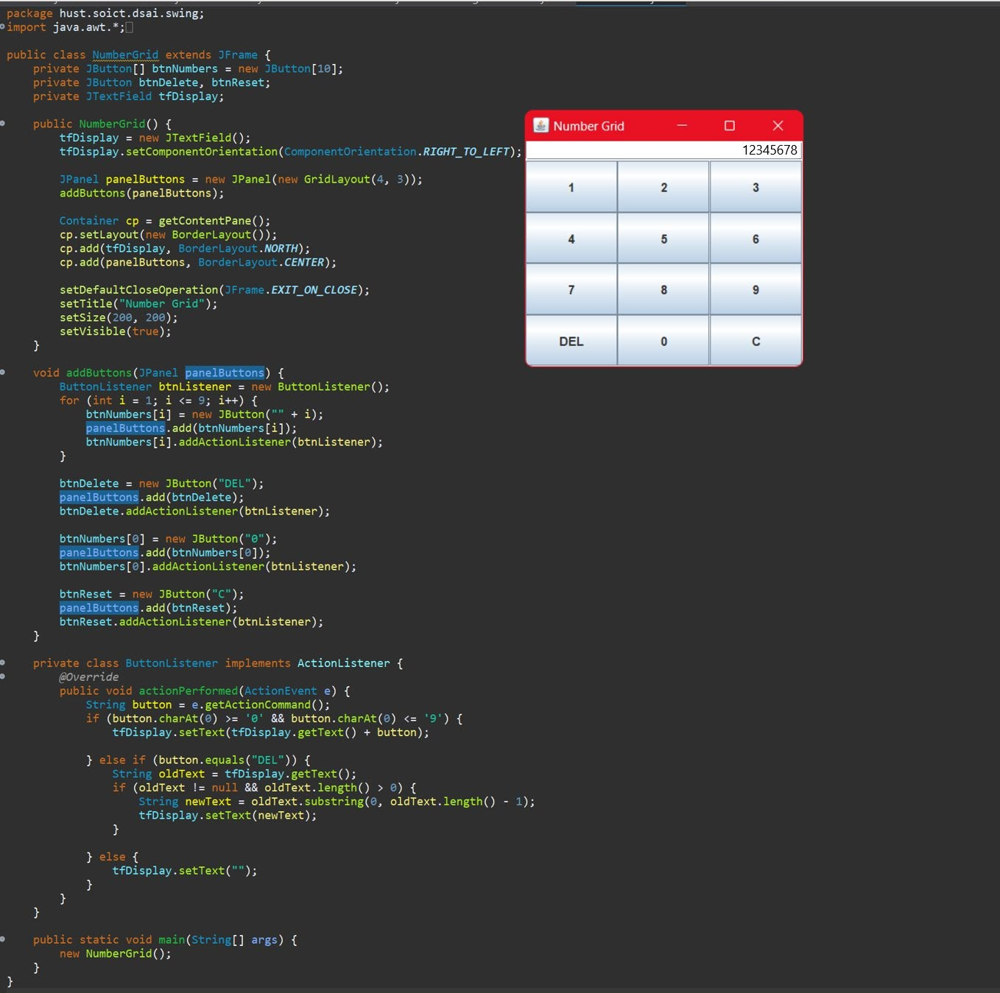 package hust.soict.dsai.swing;
import java.awt.*;
public class NumberGrid extends JFrame {
    private JButton[] btnNumbers = new JButton[10];
    private JButton btnDelete, btnReset;
    private JTextField tfDisplay;
    public NumberGrid() {
        tfDisplay = new JTextField();
        tfDisplay.setComponentOrientation(ComponentOrientation.RIGHT_TO_LEFT);
        JPanel panelButtons = new JPanel(new GridLayout(4, 3));
        addButtons(panelButtons);
        Container cp = getContentPane();
        cp.setLayout(new BorderLayout());
        cp.add(tfDisplay, BorderLayout.NORTH);
        cp.add(panelButtons, BorderLayout.CENTER);
        setDefaultCloseOperation(JFrame.EXIT_ON_CLOSE);
        setTitle("Number Grid");
        setSize(200, 200);
        setVisible(true);
    }
    void addButtons(JPanel panelButtons) {
        ButtonListener btnListener = new ButtonListener();
        for (int i = 1; i <= 9; i++) {
            btnNumbers[i] = new JButton("" + i);
            panelButtons.add(btnNumbers[i]);
            btnNumbers[i].addActionListener(btnListener);
        }
        btnDelete = new JButton("DEL");
        panelButtons.add(btnDelete);
        btnDelete.addActionListener(btnListener);
        btnNumbers[0] = new JButton("0");
        panelButtons.add(btnNumbers[0]);
        btnNumbers[0].addActionListener(btnListener);
        btnReset = new JButton("C");
        panelButtons.add(btnReset);
        btnReset.addActionListener(btnListener);
    }
    private class ButtonListener implements ActionListener {
        @Override
        public void actionPerformed(ActionEvent e) {
            String button = e.getActionCommand();
            if (button.charAt(0) >= '0' && button.charAt(0) <= '9') {
                tfDisplay.setText(tfDisplay.getText() + button);
            } else if (button.equals("DEL")) {
                String oldText = tfDisplay.getText();
                if (oldText != null && oldText.length() > 0) {
                    String newText = oldText.substring(0, oldText.length() - 1);
                    tfDisplay.setText(newText);
                }
            } else {
                tfDisplay.setText("");
            }
        }
    }
    public static void main(String[] args) {
        new NumberGrid();
    }
}
Number Grid
12345678
1 2 3
4 5 6
7 8 9
DEL 0 C